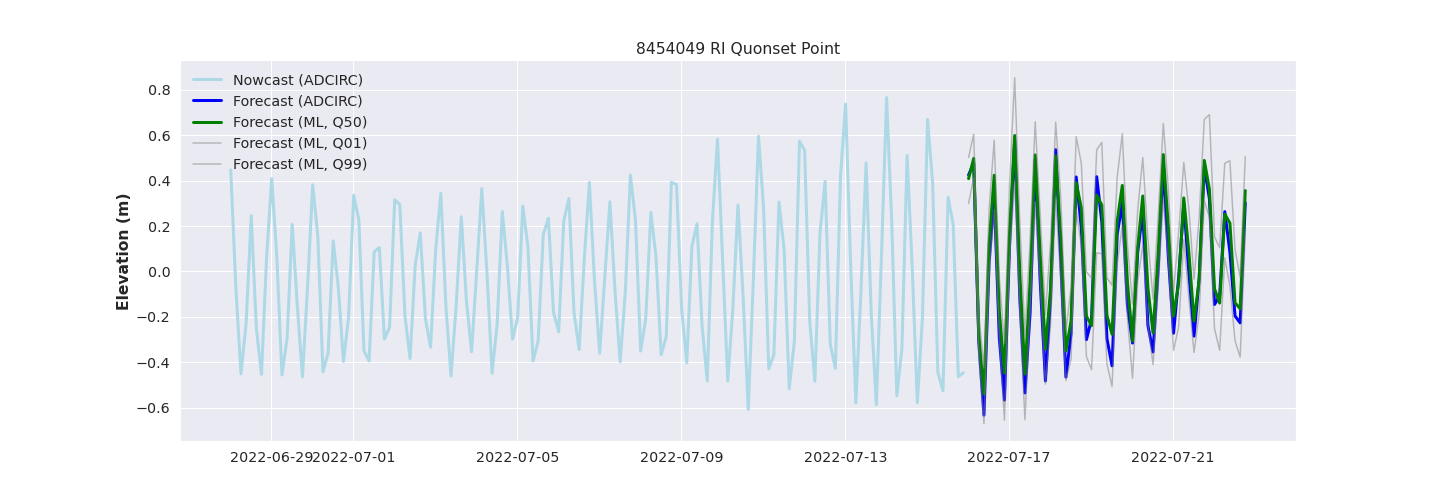 8454049 RI Quonset Point
Nowcast (ADCIRC)
Forecast (ADCIRC)
Forecast (ML, Q50)
Forecast (ML, Q01)
Forecast (ML, Q99)
Elevation (m)
0.8
0.6
0.4
0.2
0.0
−0.2
−0.4
−0.6
2022-06-29 2022-07-01 2022-07-05 2022-07-09 2022-07-13 2022-07-17 2022-07-21